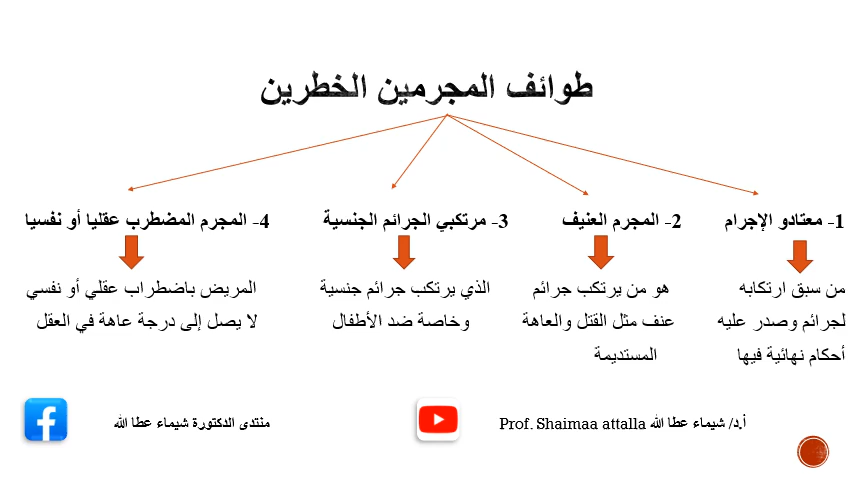 طوائف المجرمين الخطرين
1- معتادو الإجرام
من سبق ارتكابه
لجرائم وصدر عليه
أحكام نهائية فيها
2- المجرم العنيف
هو من يرتكب جرائم
عنف مثل القتل والعاهة
المستديمة
3- مرتكبي الجرائم الجنسية
الذي يرتكب جرائم جنسية
وخاصة ضد الأطفال
4- المجرم المضطرب عقليا أو نفسيا
المريض باضطراب عقلي أو نفسي
لا يصل إلى درجة عاهة في العقل
أ.د/ شيماء عطا الله Prof. Shaimaa attalla
منتدى الدكتورة شيماء عطا الله